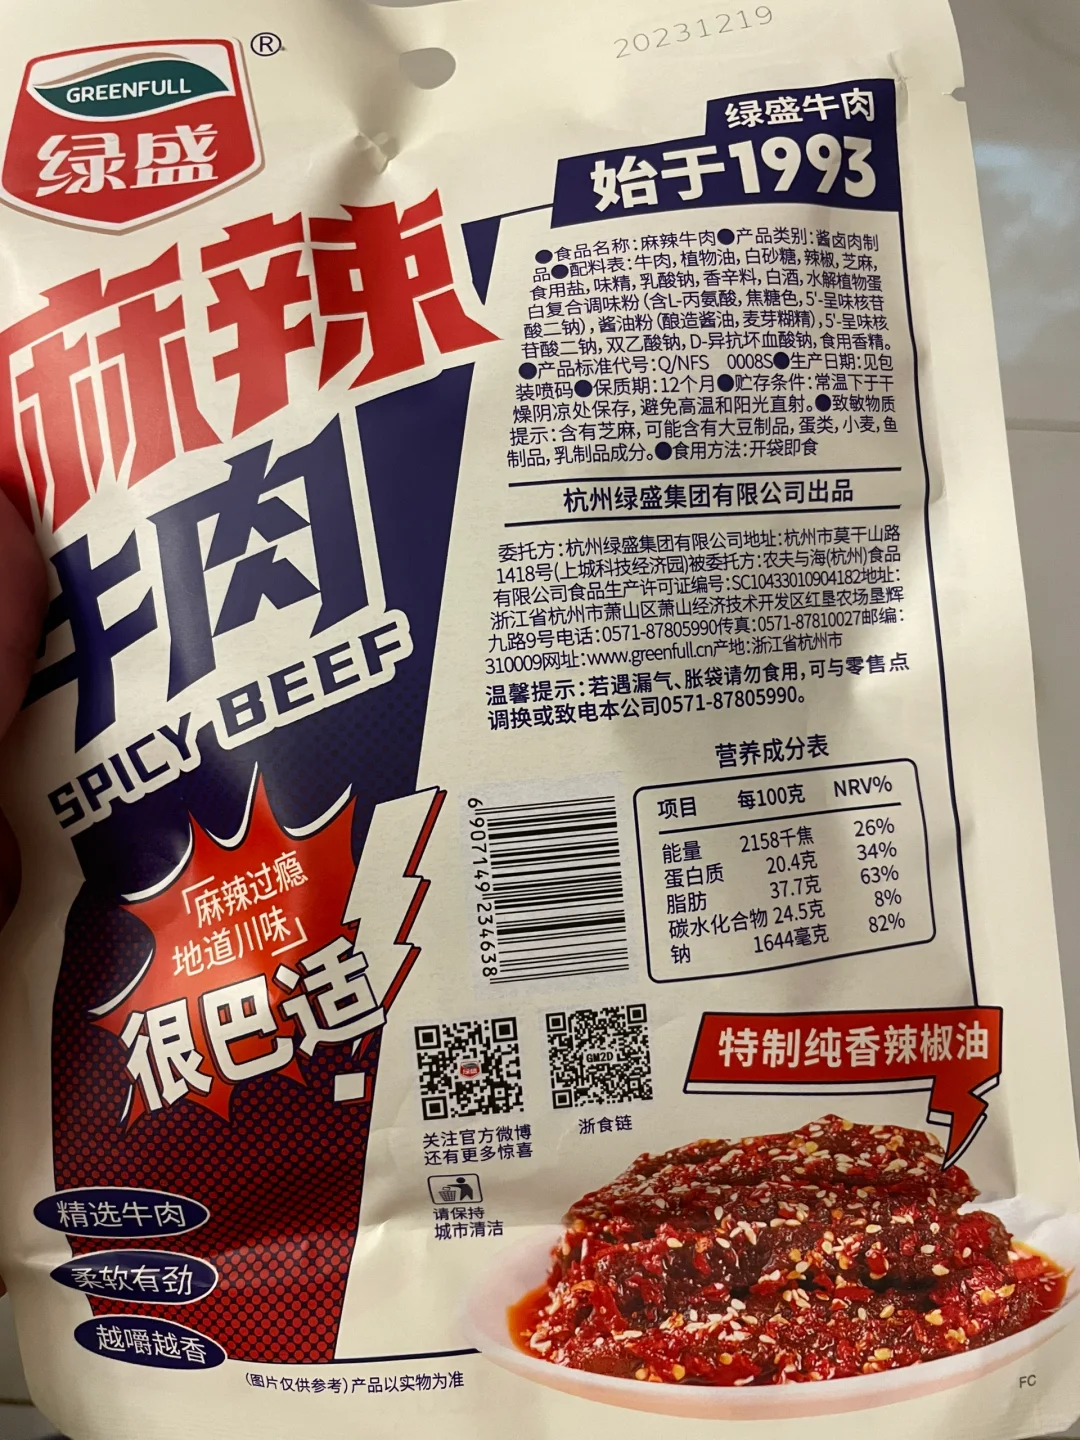 20231219
GREENFULL
®
绿盛
麻辣
牛肉
SPICY BEEF
绿盛牛肉
始于1993
●食品名称:麻辣牛肉●产品类别:酱卤肉制
品●配料表:牛肉,植物油,白砂糖,辣椒,芝麻,
食用盐,味精,乳酸钠,香辛料,白酒,水解植物蛋
白复合调味粉(含L-丙氨酸,焦糖色,5'-呈味核苷
酸二钠),酱油粉(酿造酱油,麦芽糊精),5'-呈味核
苷酸二钠,双乙酸钠,D-异抗坏血酸钠,食用香精。
●产品标准代号:Q/NFS 0008S●生产日期:见包
装喷码●保质期:12个月●贮存条件:常温下于干
燥阴凉处保存,避免高温和阳光直射。●致敏物质
提示:含有芝麻,可能含有大豆制品,蛋类,小麦,鱼
制品,乳制品成分。●食用方法:开袋即食
杭州绿盛集团有限公司出品
委托方:杭州绿盛集团有限公司地址:杭州市莫干山路
1418号(上城科技经济园)被委托方:农夫与海(杭州)食品
有限公司食品生产许可证编号:SC10433010904182地址:
浙江省杭州市萧山区萧山经济技术开发区红垦农场垦辉
九路9号电话:0571-87805990传真:0571-87810027邮编:
310009网址:www.greenfull.cn产地:浙江省杭州市
温馨提示:若遇漏气、胀袋请勿食用,可与零售点
调换或致电本公司0571-87805990。
营养成分表
项目 每100克 NRV%
能量 2158千焦 26%
蛋白质 20.4克 34%
脂肪 37.7克 63%
碳水化合物 24.5克 8%
钠 1644毫克 82%
6907149234638
「麻辣过瘾
地道川味」
很巴适!
绿盛
GM2D
关注官方微博
还有更多惊喜
浙食链
请保持
城市清洁
特制纯香辣椒油
精选牛肉
柔软有劲
越嚼越香
(图片仅供参考)产品以实物为准
FC